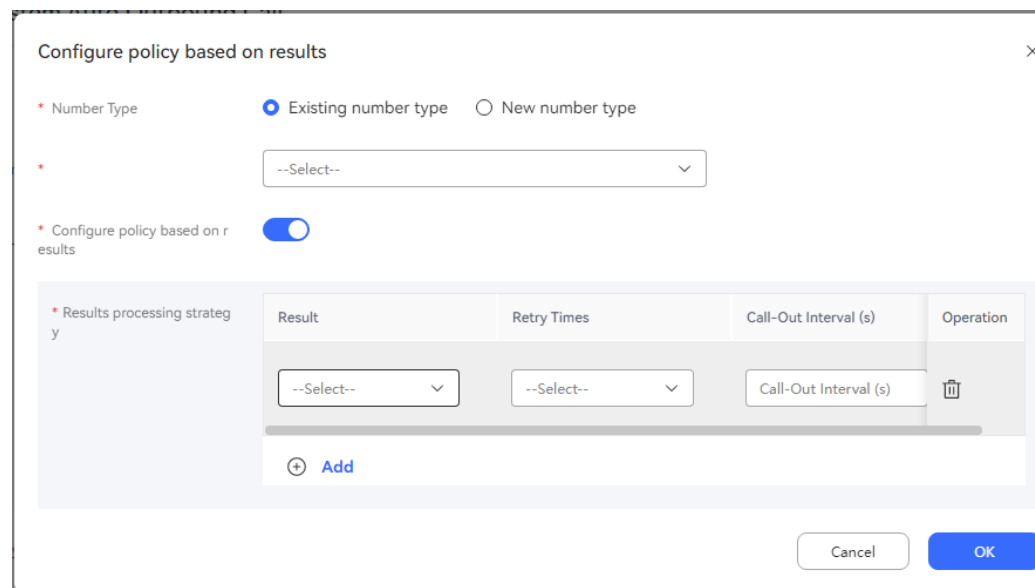 Configure policy based on results
* Number Type
Existing number type
New number type
*
--Select--
* Configure policy based on r
esults
* Results processing strateg
y
Result
Retry Times
Call-Out Interval (s)
Operation
--Select--
--Select--
Call-Out Interval (s)
Add
Cancel
OK